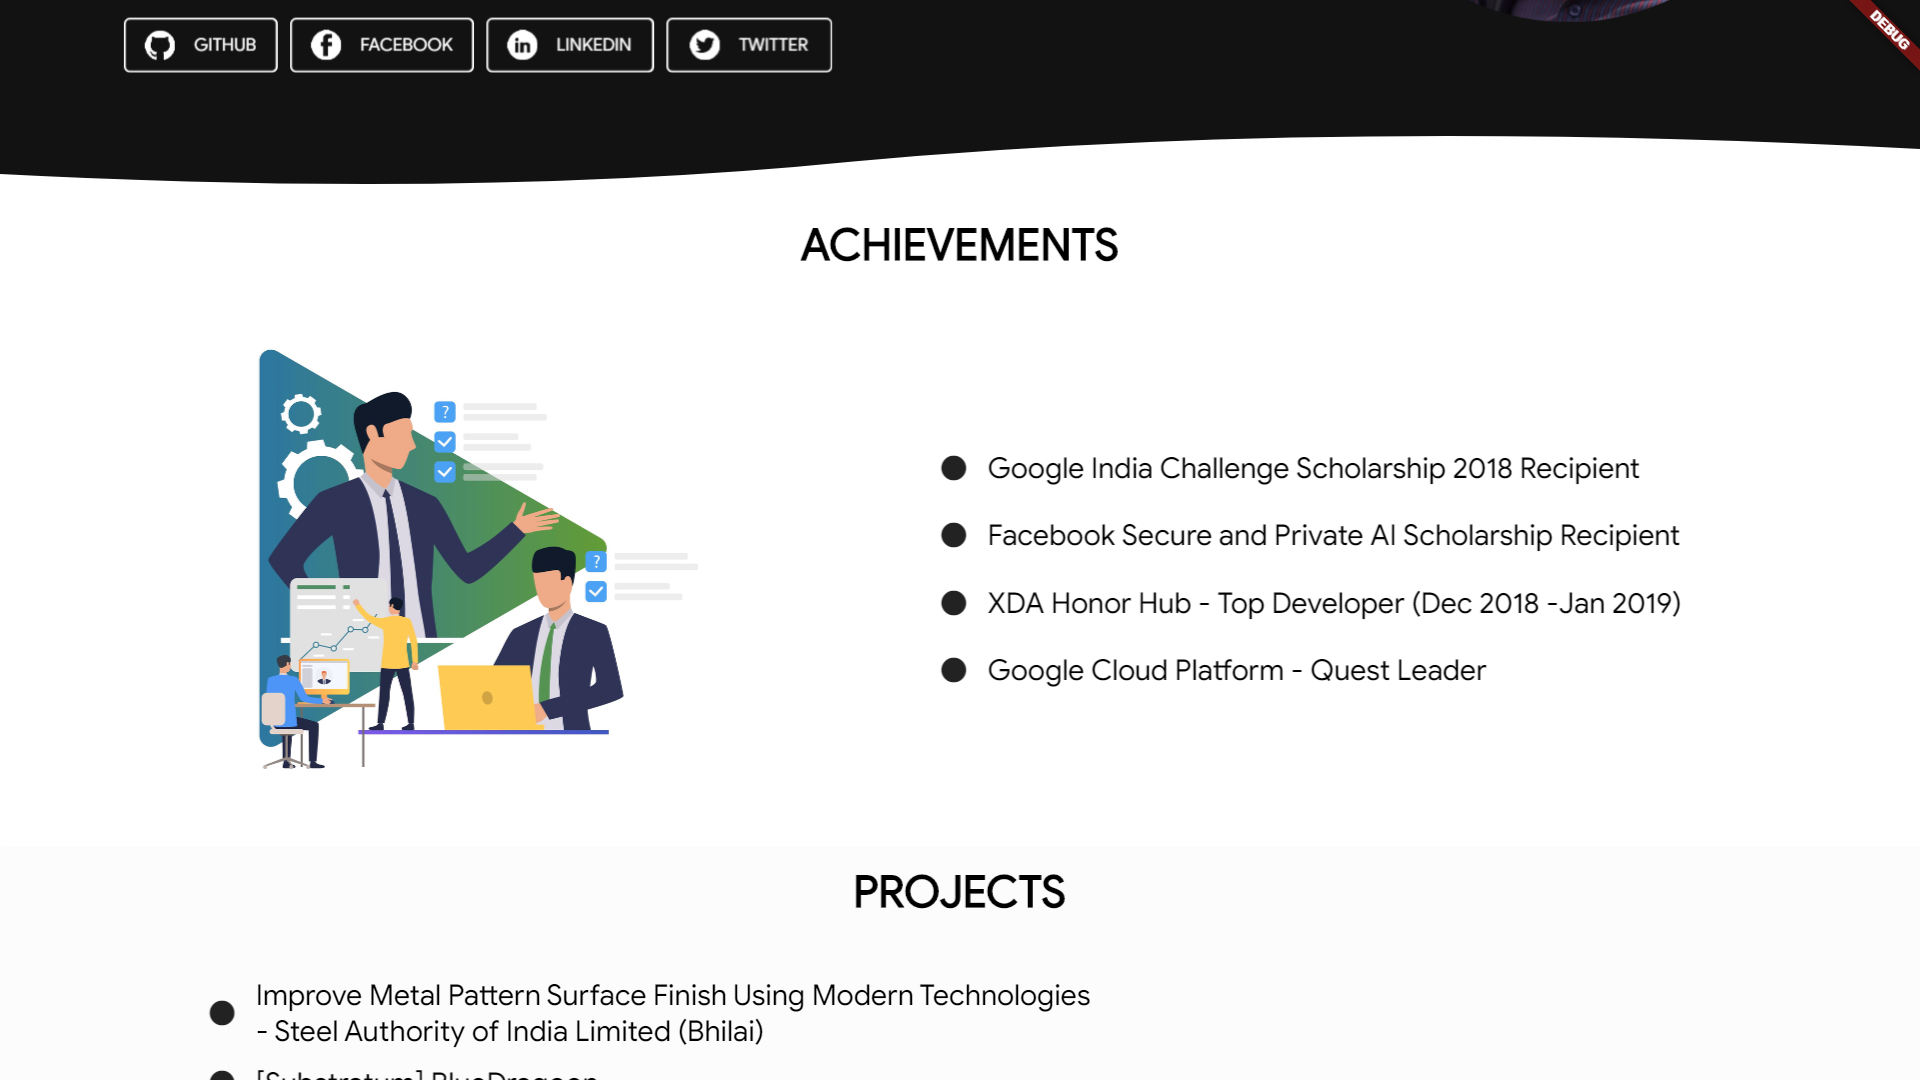 GITHUB
FACEBOOK
LINKEDIN
TWITTER
DEBUG
ACHIEVEMENTS
?
?
Google India Challenge Scholarship 2018 Recipient
Facebook Secure and Private AI Scholarship Recipient
XDA Honor Hub - Top Developer (Dec 2018 -Jan 2019)
Google Cloud Platform - Quest Leader
PROJECTS
Improve Metal Pattern Surface Finish Using Modern Technologies
- Steel Authority of India Limited (Bhilai)
[Substratum] BlueDragoon